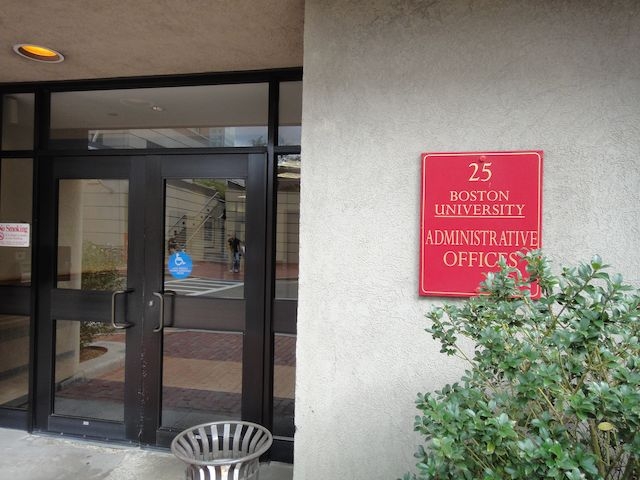 25
BOSTON
UNIVERSITY
ADMINISTRATIVE
OFFICES
No Smoking